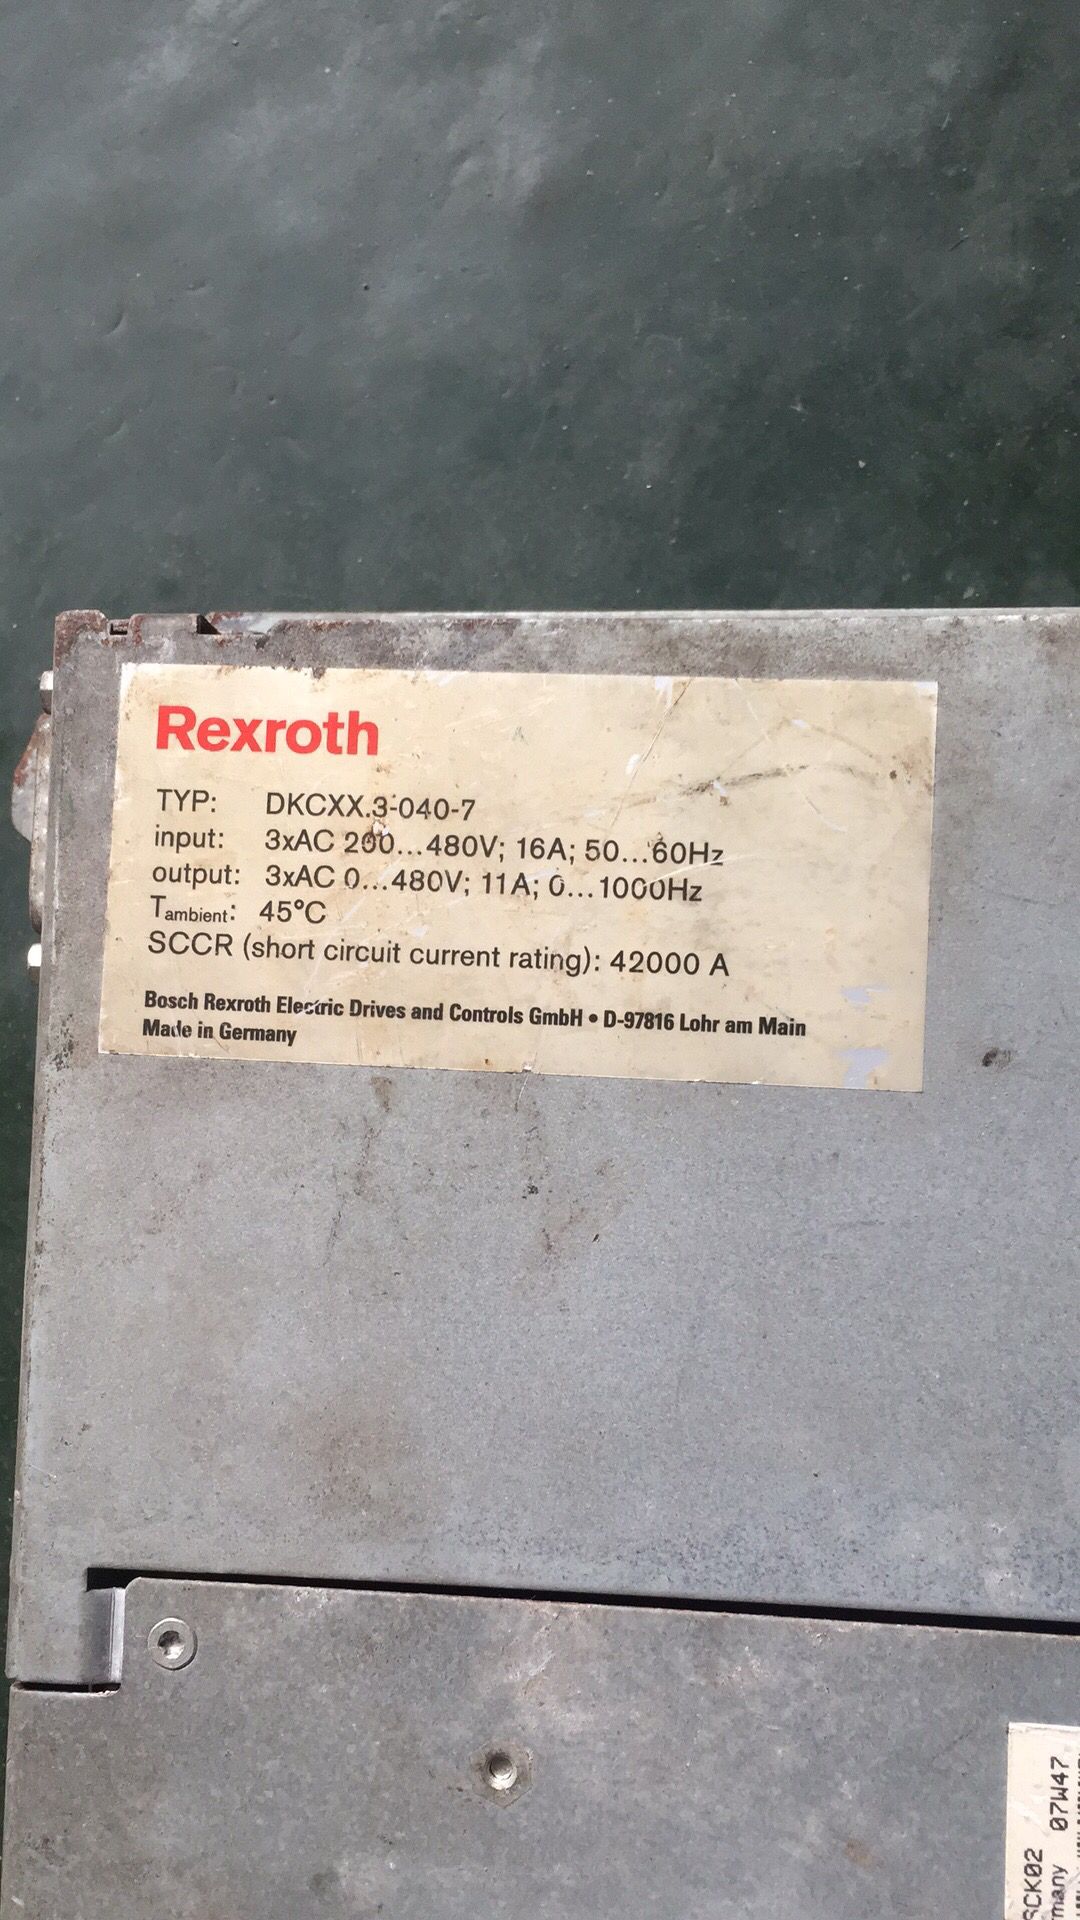 Rexroth
TYP: DKCXX.3-040-7
input: 3xAC 200...480V; 16A; 50...60Hz
output: 3xAC 0...480V; 11A; 0...1000Hz
Tambient: 45°C
SCCR (short circuit current rating): 42000 A
Bosch Rexroth Electric Drives and Controls GmbH • D-97816 Lohr am Main
Made in Germany
CK02
many 07W47